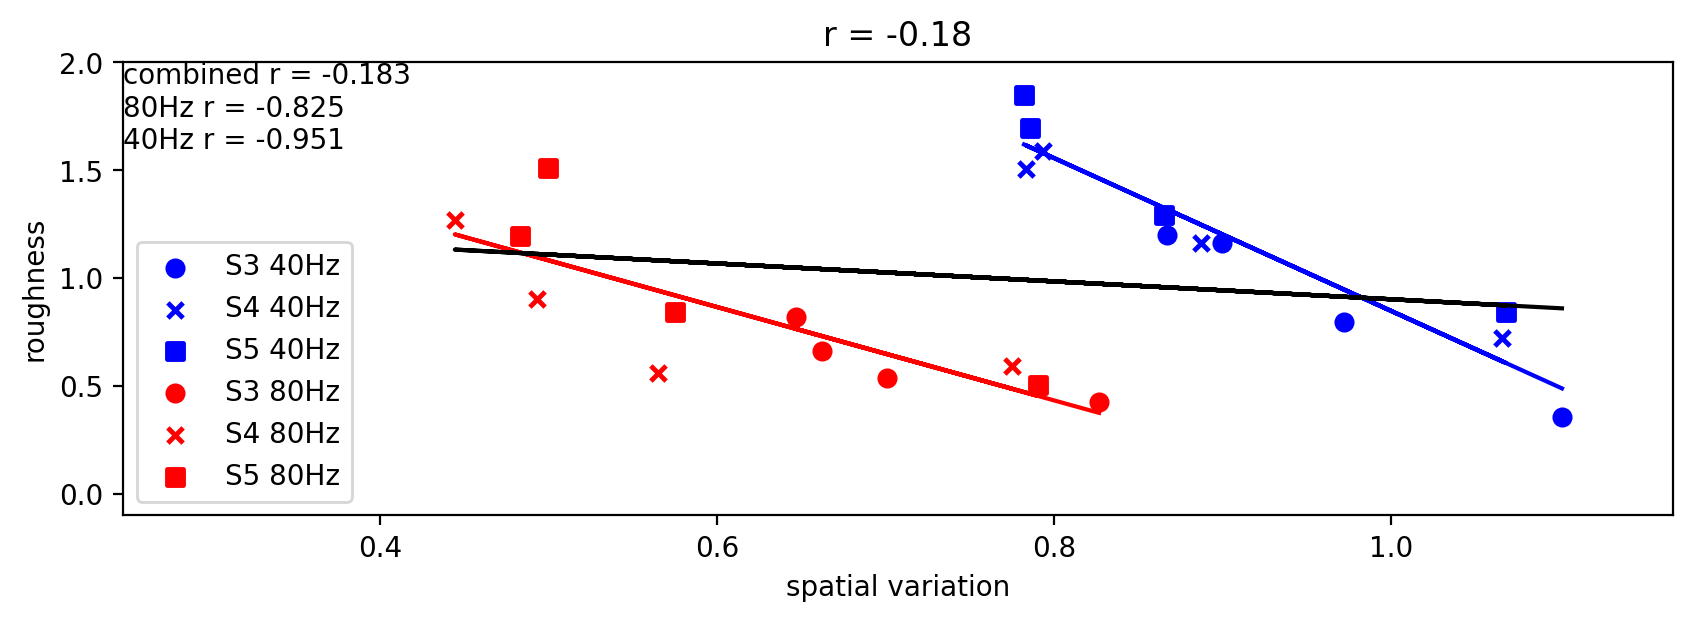 r = -0.18
combined r = -0.183
80Hz r = -0.825
40Hz r = -0.951
2.0
1.5
1.0
0.5
0.0
roughness
S3 40Hz
S4 40Hz
S5 40Hz
S3 80Hz
S4 80Hz
S5 80Hz
0.4 0.6 0.8 1.0
spatial variation